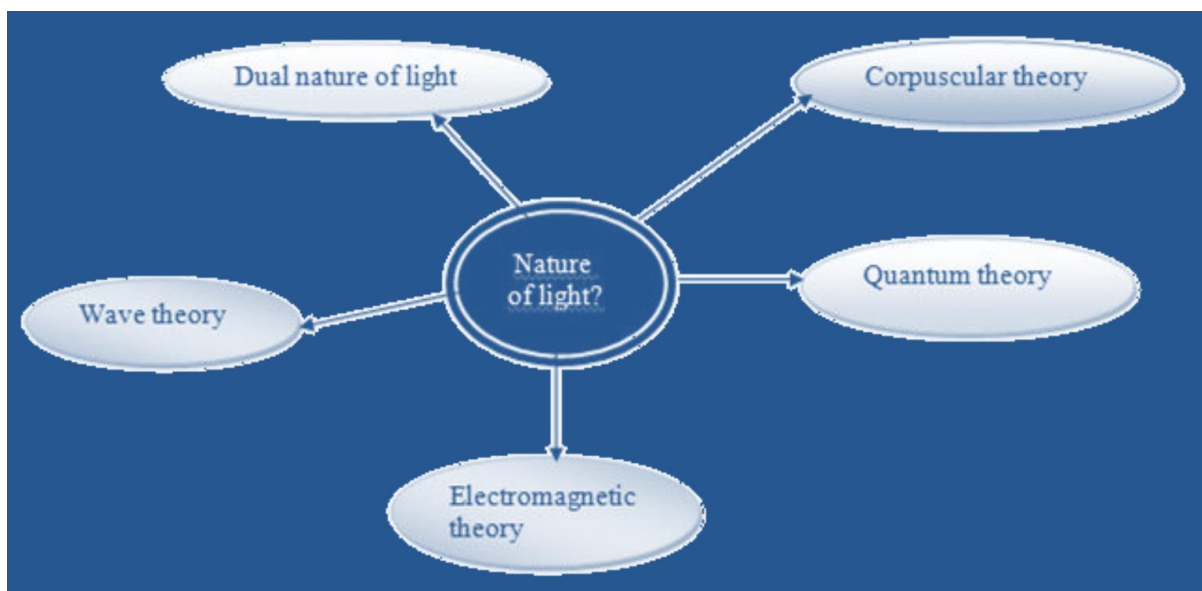 Dual nature of light
Corpuscular theory
Nature
of light?
Quantum theory
Wave theory
Electromagnetic
theory